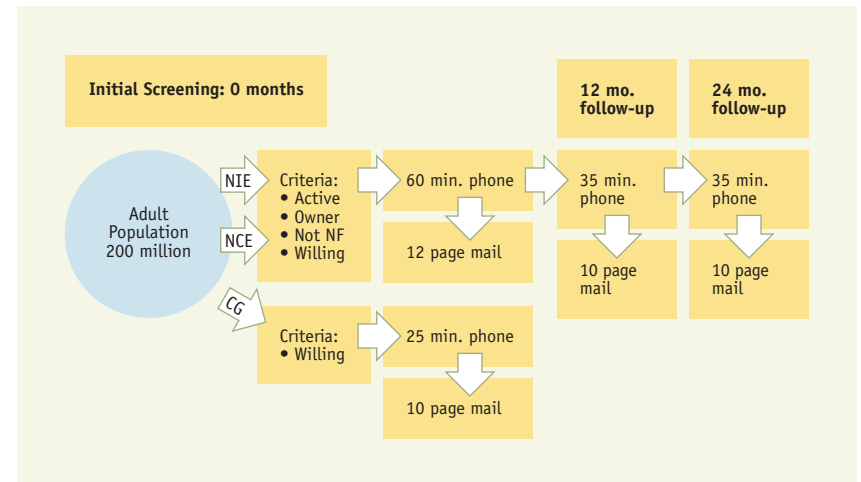 Initial Screening: 0 months
12 mo.
follow-up
24 mo.
follow-up
Adult
Population
200 million
NIE
NCE
CG
Criteria:
• Active
• Owner
• Not NF
• Willing
60 min. phone
12 page mail
35 min.
phone
10 page
mail
35 min.
phone
10 page
mail
Criteria:
• Willing
25 min. phone
10 page mail